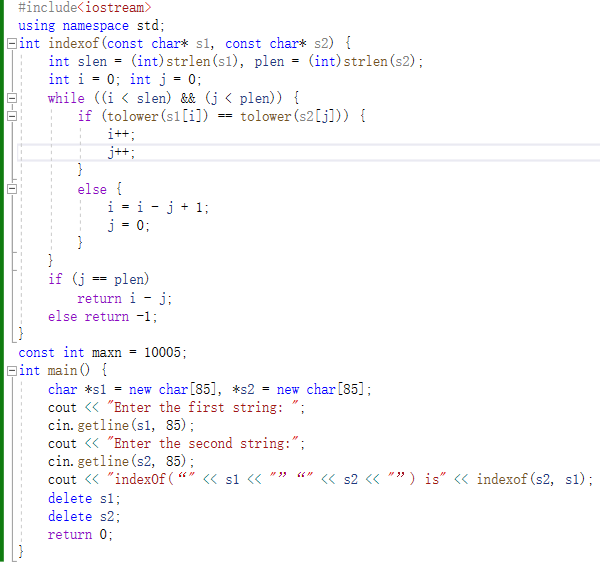 #include<iostream>
using namespace std;
int indexof(const char* s1, const char* s2) {
int slen = (int)strlen(s1), plen = (int)strlen(s2);
int i = 0; int j = 0;
while ((i < slen) && (j < plen)) {
if (tolower(s1[i]) == tolower(s2[j])) {
i++;
j++;
}
else {
i = i - j + 1;
j = 0;
}
}
if (j == plen)
return i - j;
else return -1;
}
const int maxn = 10005;
int main() {
char *s1 = new char[85], *s2 = new char[85];
cout << "Enter the first string: ";
cin.getline(s1, 85);
cout << "Enter the second string:";
cin.getline(s2, 85);
cout << "indexOf(“" << s1 << "” “" << s2 << "”) is" << indexof(s2, s1);
delete s1;
delete s2;
return 0;
}